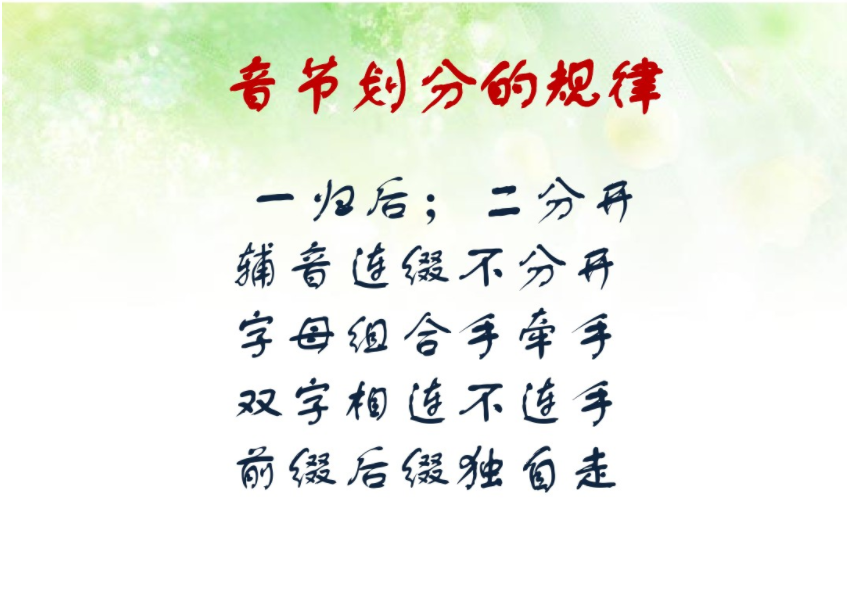 音节划分的规律
一归后；二分开
辅音连缀不分开
字母组合手牵手
双字相连不连手
前缀后缀独自走